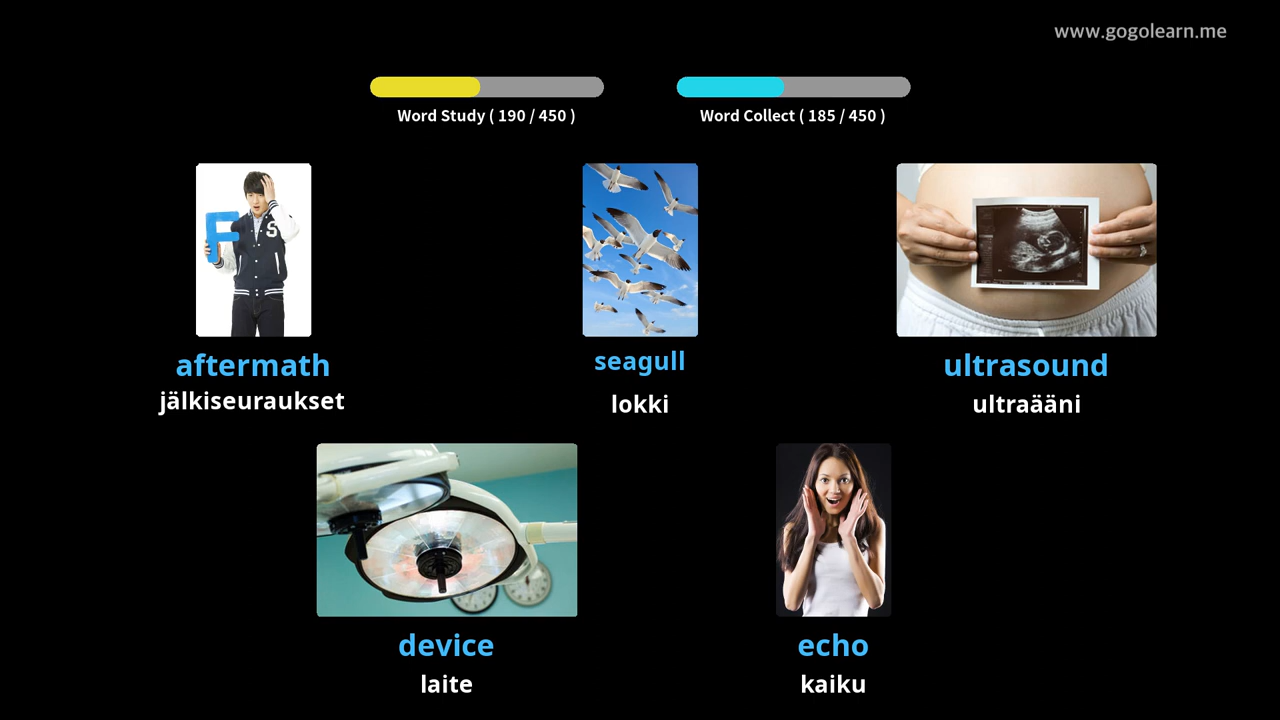 www.gogolearn.me
Word Study ( 190 / 450 )
Word Collect ( 185 / 450 )
F
S
aftermath
jälkiseuraukset
seagull
lokki
ultrasound
ultraääni
device
laite
echo
kaiku